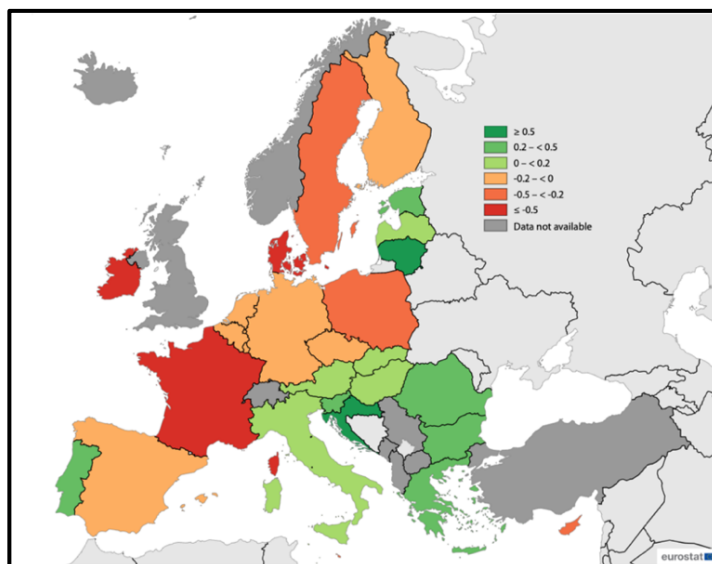 ≥ 0.5
0.2 – < 0.5
0 – < 0.2
-0.2 – < 0
-0.5 – < -0.2
≤ -0.5
Data not available
eurostat